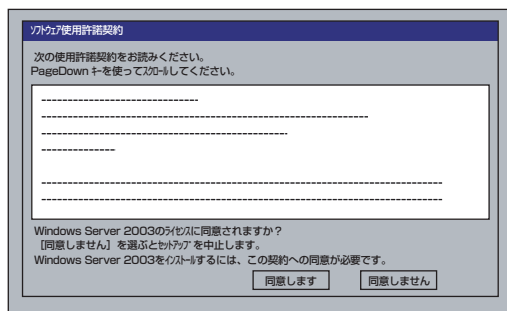 ソフトウェア使用許諾契約
次の使用許諾契約をお読みください。
PageDown キーを使ってスクロールしてください。
Windows Server 2003のライセンスに同意されますか？
［同意しません］を選ぶとセットアップを中止します。
Windows Server 2003をインストールするには、この契約への同意が必要です。
同意します 同意しません